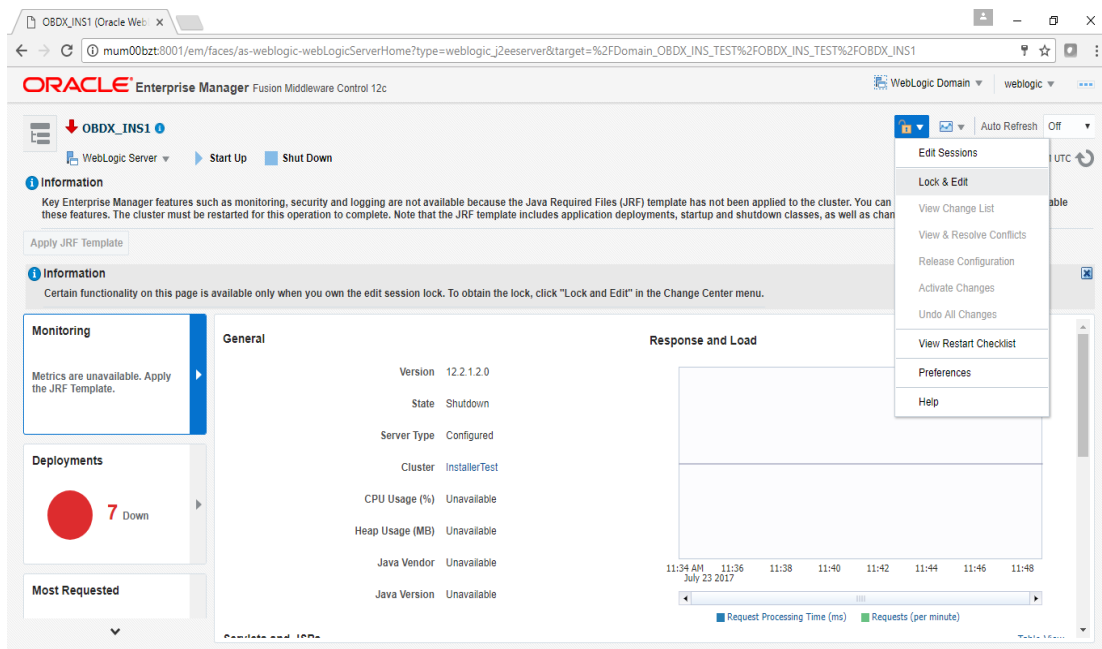 OBDX_INS1 (Oracle Web
mum00bzt:8001/em/faces/as-weblogic-webLogicServerHome?type=weblogic_j2eeserver&target=%2FDomain_OBDX_INS_TEST%2FOBDX_INS_TEST%2FOBDX_INS1
ORACLE Enterprise Manager Fusion Middleware Control 12c
WebLogic Domain
weblogic
OBDX_INS1
Auto Refresh Off
WebLogic Server
Start Up
Shut Down
UTC
Edit Sessions
Lock & Edit
View Change List
View & Resolve Conflicts
Release Configuration
Activate Changes
Undo All Changes
View Restart Checklist
Preferences
Help
Information
Key Enterprise Manager features such as monitoring, security and logging are not available because the Java Required Files (JRF) template has not been applied to the cluster. You can
these features. The cluster must be restarted for this operation to complete. Note that the JRF template includes application deployments, startup and shutdown classes, as well as chan
Apply JRF Template
Information
Certain functionality on this page is available only when you own the edit session lock. To obtain the lock, click "Lock and Edit" in the Change Center menu.
Monitoring
Metrics are unavailable. Apply
the JRF Template.
Deployments
7 Down
Most Requested
General
Version 12.2.1.2.0
State Shutdown
Server Type Configured
Cluster InstallerTest
CPU Usage (%) Unavailable
Heap Usage (MB) Unavailable
Java Vendor Unavailable
Java Version Unavailable
Servlets and JSPs
Response and Load
11:34 AM 11:36 11:38 11:40 11:42 11:44 11:46 11:48
July 23 2017
Request Processing Time (ms) Requests (per minute)
Table View